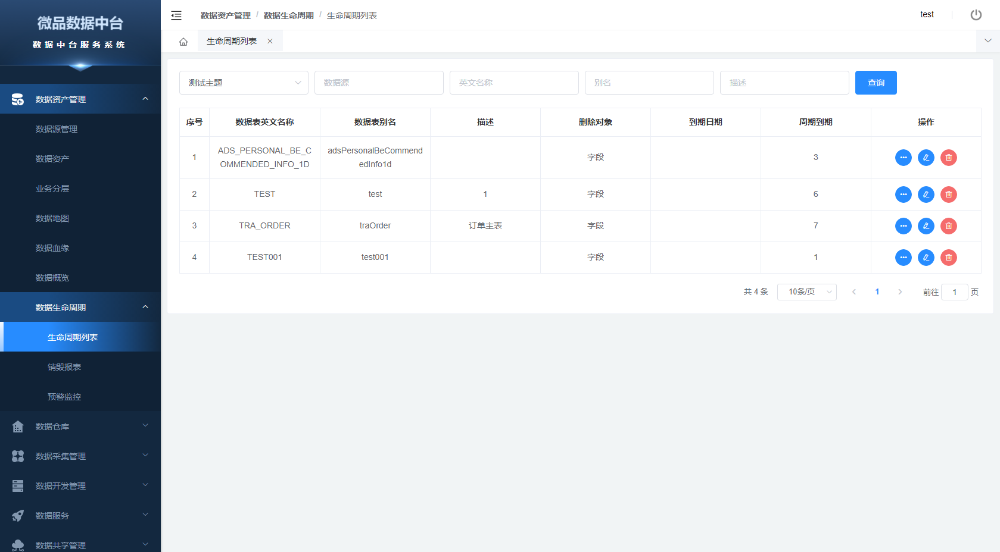 微品数据中台
数据中台服务系统
数据资产管理
数据源管理
数据资产
业务分层
数据地图
数据血缘
数据概览
数据生命周期
生命周期列表
销毁报表
预警监控
数据仓库
数据采集管理
数据开发管理
数据服务
数据共享管理
数据资产管理 / 数据生命周期 / 生命周期列表
test
生命周期列表
测试主题 数据源 英文名称 别名 描述 查询
序号 数据表英文名称 数据表别名 描述 删除对象 到期日期 周期到期 操作
1 ADS_PERSONAL_BE_C adsPersonalBeCommend 字段 3
OMMENDED_INFO_1D edInfo1d
2 TEST test 1 字段 6
3 TRA_ORDER traOrder 订单主表 字段 7
4 TEST001 test001 字段 1
共 4 条 10条/页 1 前往 1 页